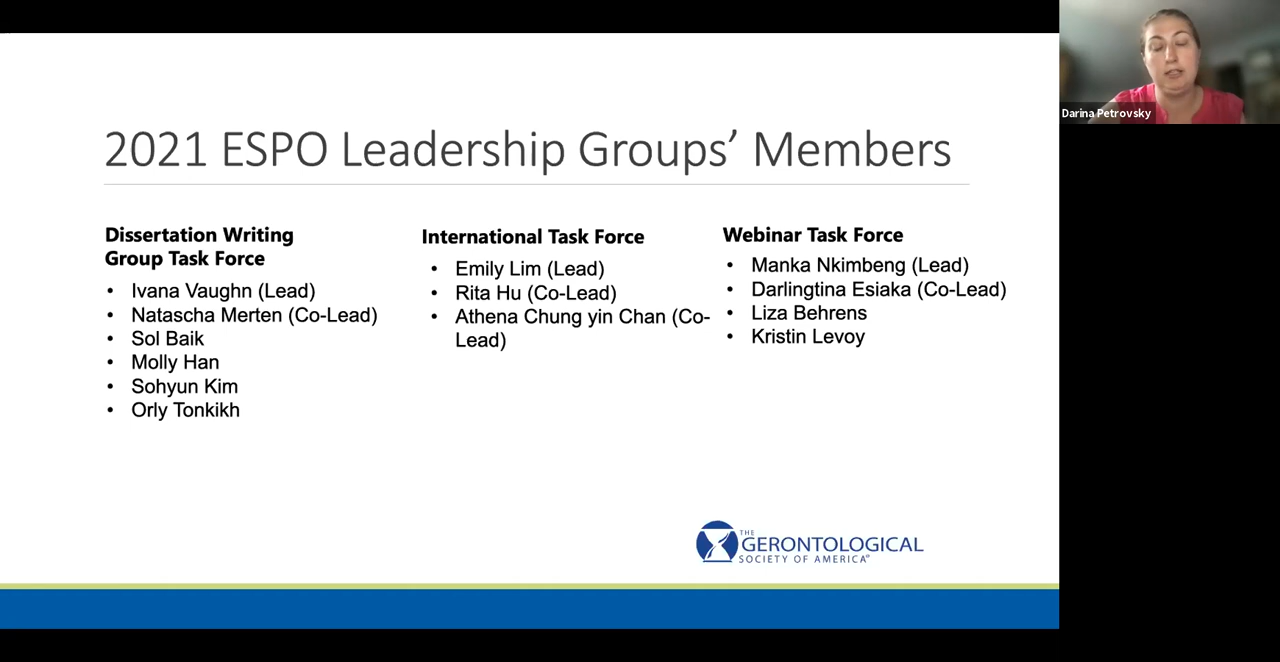 2021 ESPO Leadership Groups’ Members
Dissertation Writing
Group Task Force
• Ivana Vaughn (Lead)
• Natascha Merten (Co-Lead)
• Sol Baik
• Molly Han
• Sohyun Kim
• Orly Tonkikh
International Task Force
• Emily Lim (Lead)
• Rita Hu (Co-Lead)
• Athena Chung yin Chan (Co-
Lead)
Webinar Task Force
• Manka Nkimbeng (Lead)
• Darlingtina Esiaka (Co-Lead)
• Liza Behrens
• Kristin Levoy
THE
GERONTOLOGICAL
SOCIETY OF AMERICA®
Darina Petrovsky